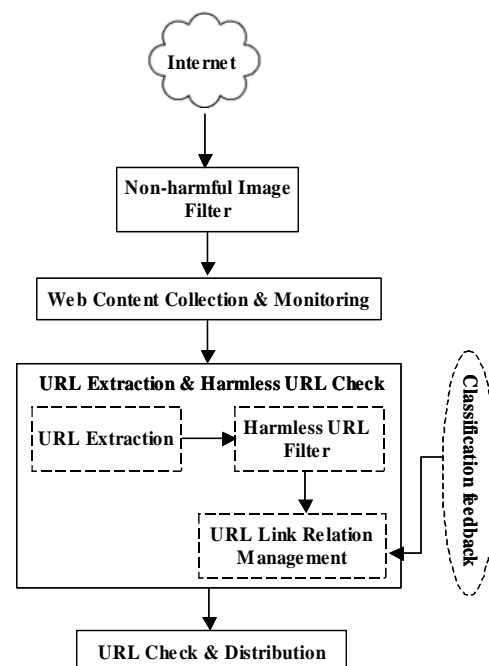 Internet
Non-harmful Image
Filter
Web Content Collection & Monitoring
URL Extraction & Harmless URL Check
URL Extraction
Harmless URL
Filter
URL Link Relation
Management
Classification feedback
URL Check & Distribution